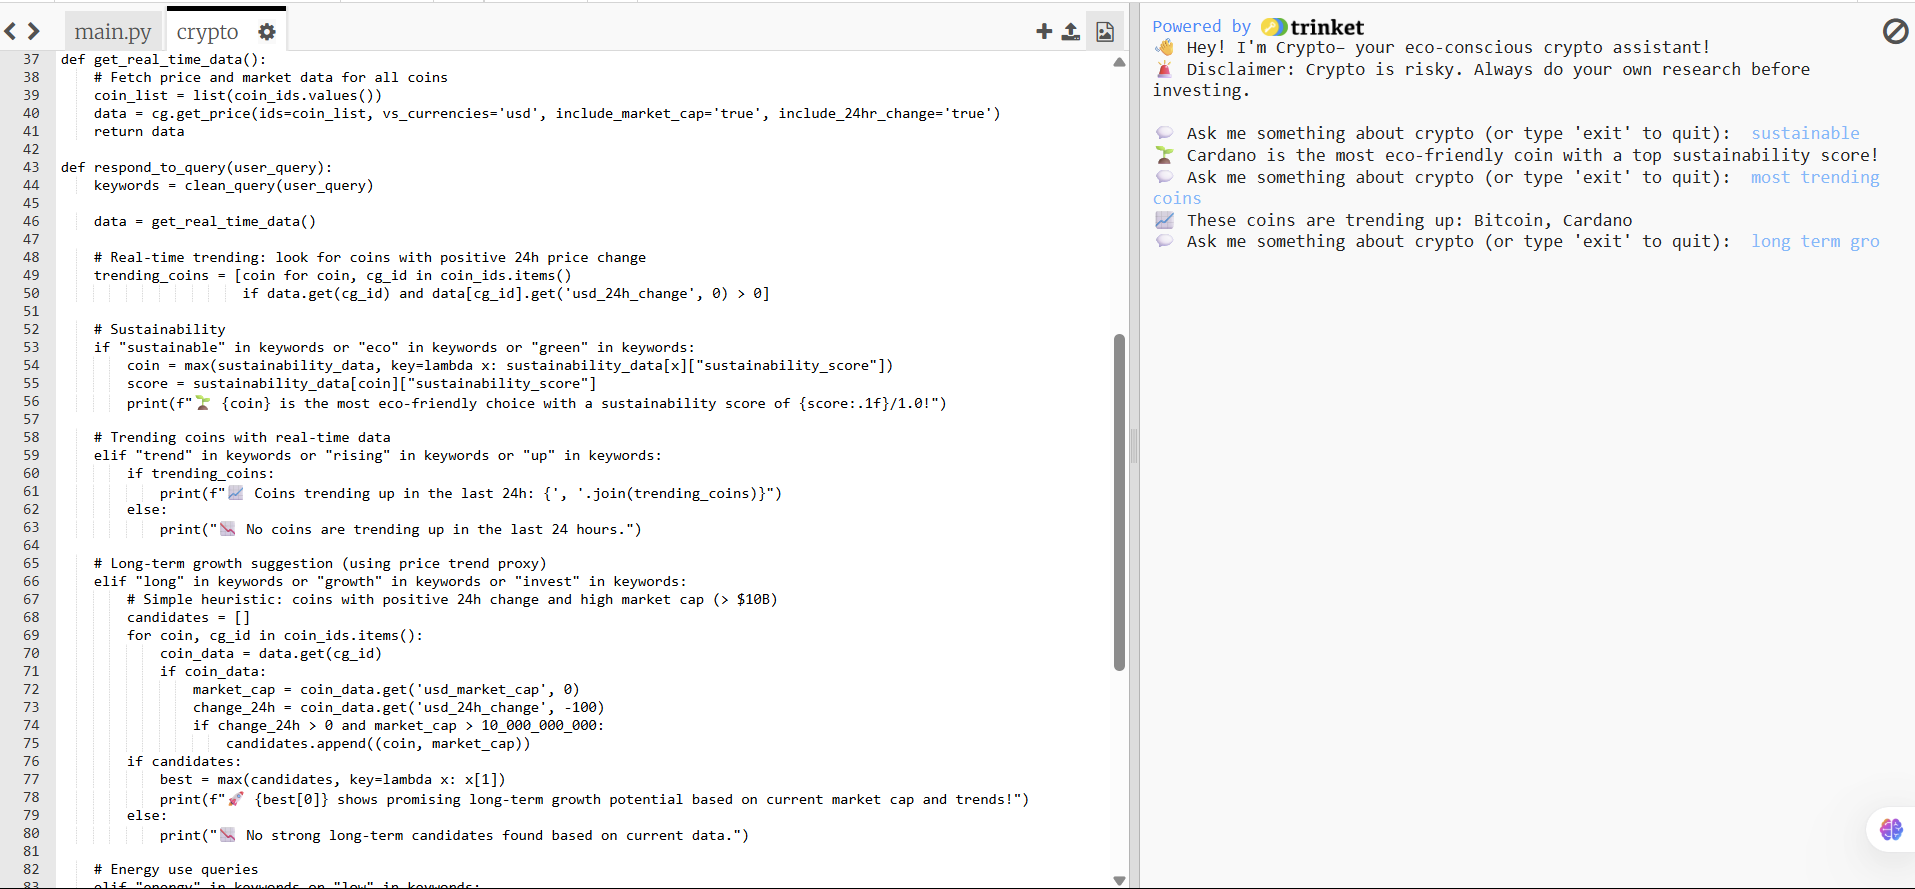 main.py crypto
37 def get_real_time_data():
38 # Fetch price and market data for all coins
39 coin_list = list(coin_ids.values())
40 data = cg.get_price(ids=coin_list, vs_currencies='usd', include_market_cap='true', include_24hr_change='true')
41 return data
42
43 def respond_to_query(user_query):
44 keywords = clean_query(user_query)
45
46 data = get_real_time_data()
47
48 # Real-time trending: look for coins with positive 24h price change
49 trending_coins = [coin for coin, cg_id in coin_ids.items()
50 if data.get(cg_id) and data[cg_id].get('usd_24h_change', 0) > 0]
51
52 # Sustainability
53 if "sustainable" in keywords or "eco" in keywords or "green" in keywords:
54 coin = max(sustainability_data, key=lambda x: sustainability_data[x]["sustainability_score"])
55 score = sustainability_data[coin]["sustainability_score"]
56 print(f"🌱 {coin} is the most eco-friendly choice with a sustainability score of {score:.1f}/1.0!")
57
58 # Trending coins with real-time data
59 elif "trend" in keywords or "rising" in keywords or "up" in keywords:
60 if trending_coins:
61 print(f"📈 Coins trending up in the last 24h: {', '.join(trending_coins)}")
62 else:
63 print("📉 No coins are trending up in the last 24 hours.")
64
65 # Long-term growth suggestion (using price trend proxy)
66 elif "long" in keywords or "growth" in keywords or "invest" in keywords:
67 # Simple heuristic: coins with positive 24h change and high market cap (> $10B)
68 candidates = []
69 for coin, cg_id in coin_ids.items():
70 coin_data = data.get(cg_id)
71 if coin_data:
72 market_cap = coin_data.get('usd_market_cap', 0)
73 change_24h = coin_data.get('usd_24h_change', -100)
74 if change_24h > 0 and market_cap > 10_000_000_000:
75 candidates.append((coin, market_cap))
76 if candidates:
77 best = max(candidates, key=lambda x: x[1])
78 print(f"🚀 {best[0]} shows promising long-term growth potential based on current market cap and trends!")
79 else:
80 print("📉 No strong long-term candidates found based on current data.")
81
82 # Energy use queries
83 elif "energy" in keywords or "low" in keywords:
Powered by trinket
👋 Hey! I'm Crypto– your eco-conscious crypto assistant!
🚨 Disclaimer: Crypto is risky. Always do your own research before
investing.
💬 Ask me something about crypto (or type 'exit' to quit): sustainable
🌱 Cardano is the most eco-friendly coin with a top sustainability score!
💬 Ask me something about crypto (or type 'exit' to quit): most trending
coins
📈 These coins are trending up: Bitcoin, Cardano
💬 Ask me something about crypto (or type 'exit' to quit): long term gro